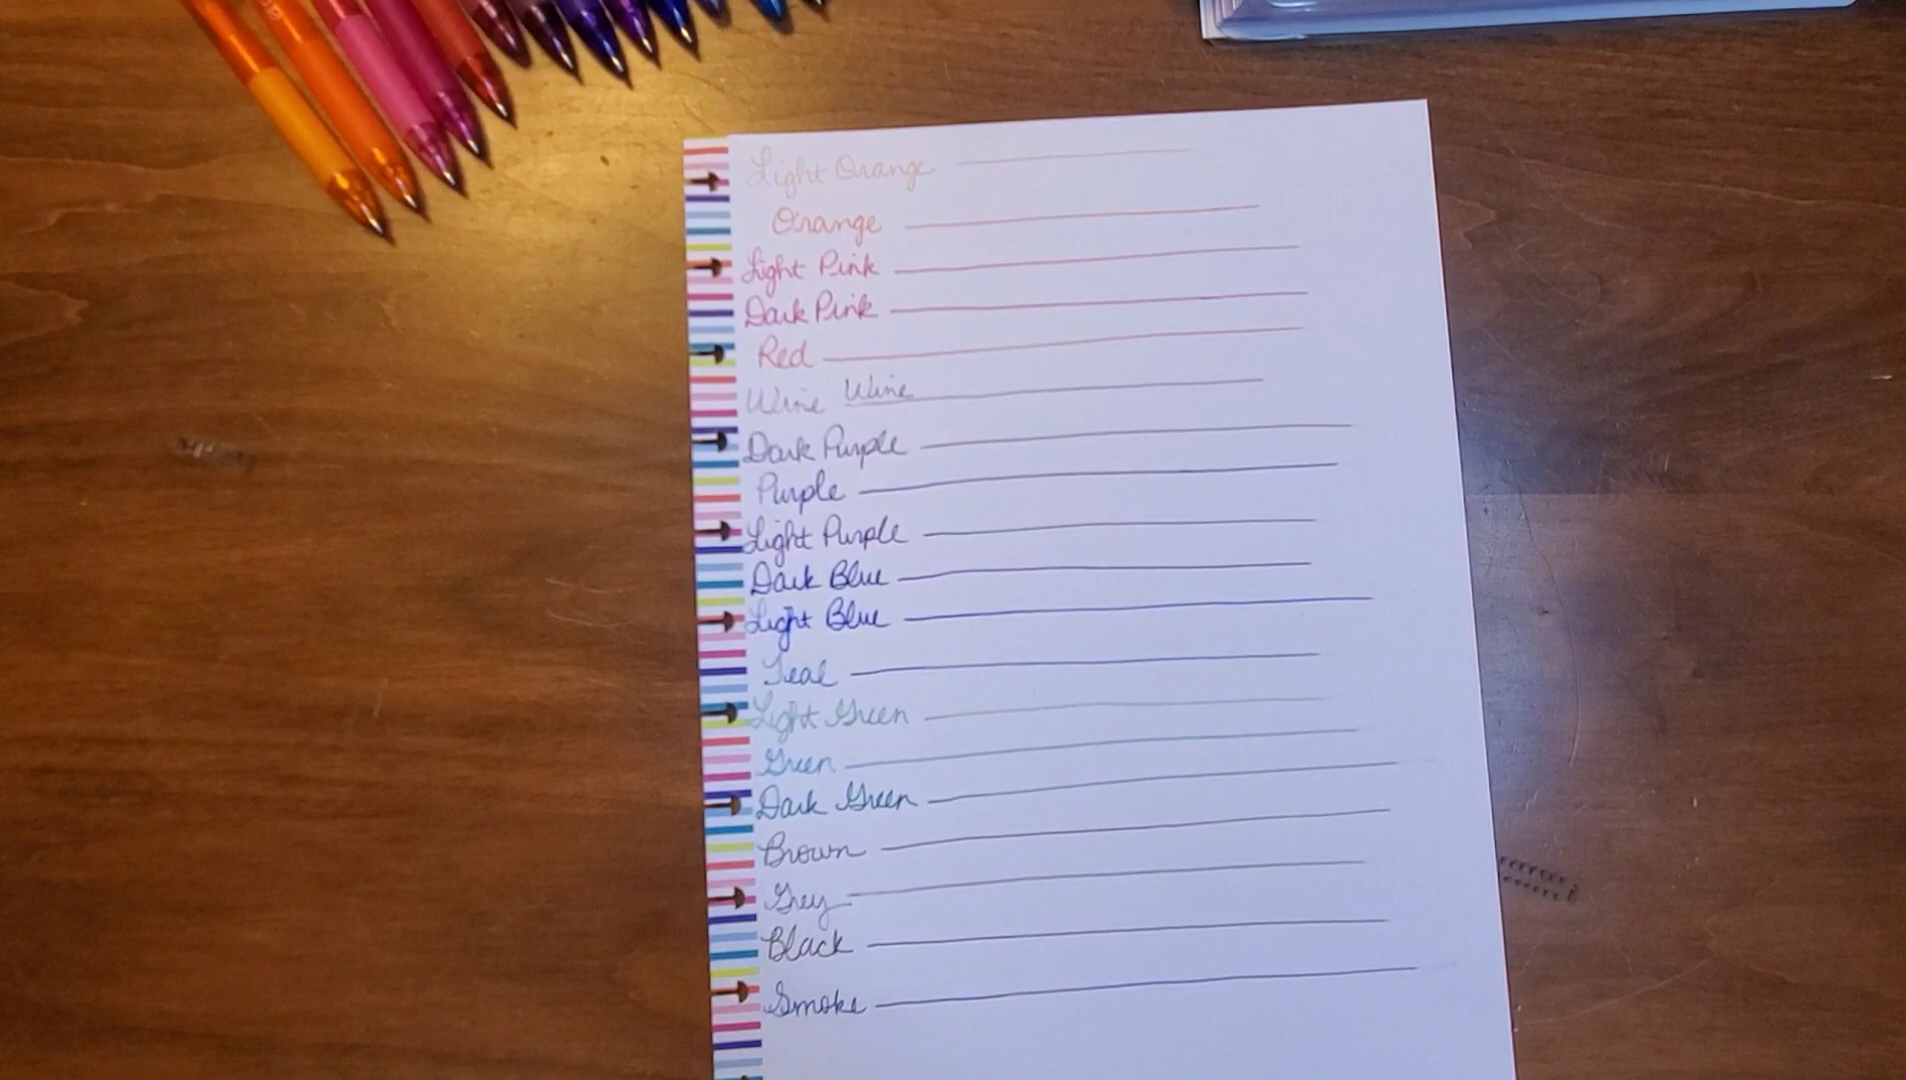 Light Orange
Orange
Light Pink
Dark Pink
Red
Wine Wine
Dark Purple
Purple
Light Purple
Dark Blue
Light Blue
Teal
Light Green
Green
Dark Green
Brown
Grey
Black
Smoke